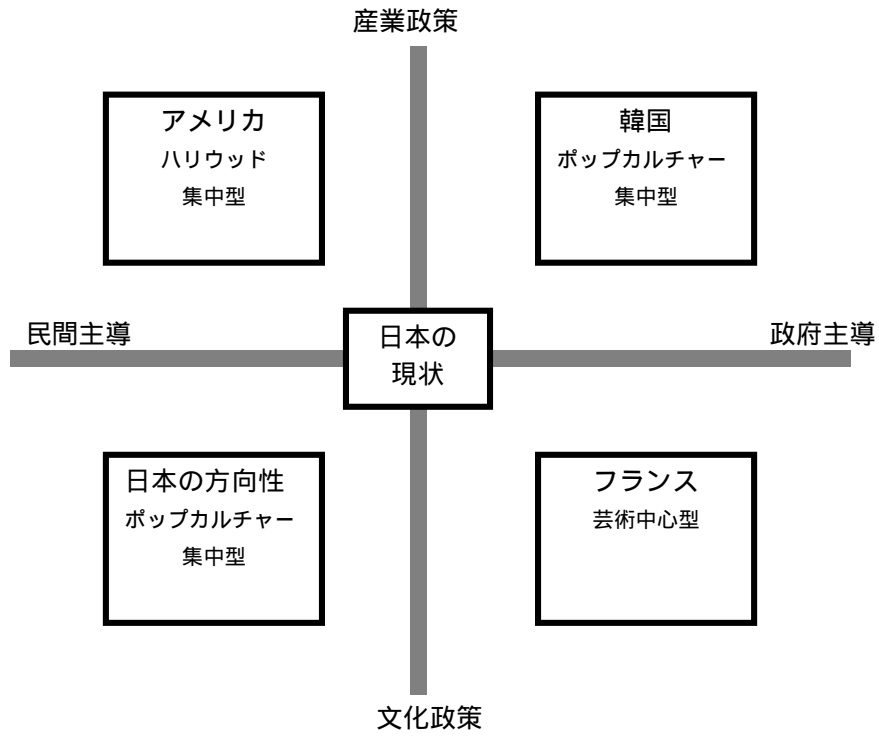 産業政策
アメリカ
ハリウッド
集中型
韓国
ポップカルチャー
集中型
民間主導
日本の
現状
政府主導
日本の方向性
ポップカルチャー
集中型
フランス
芸術中心型
文化政策